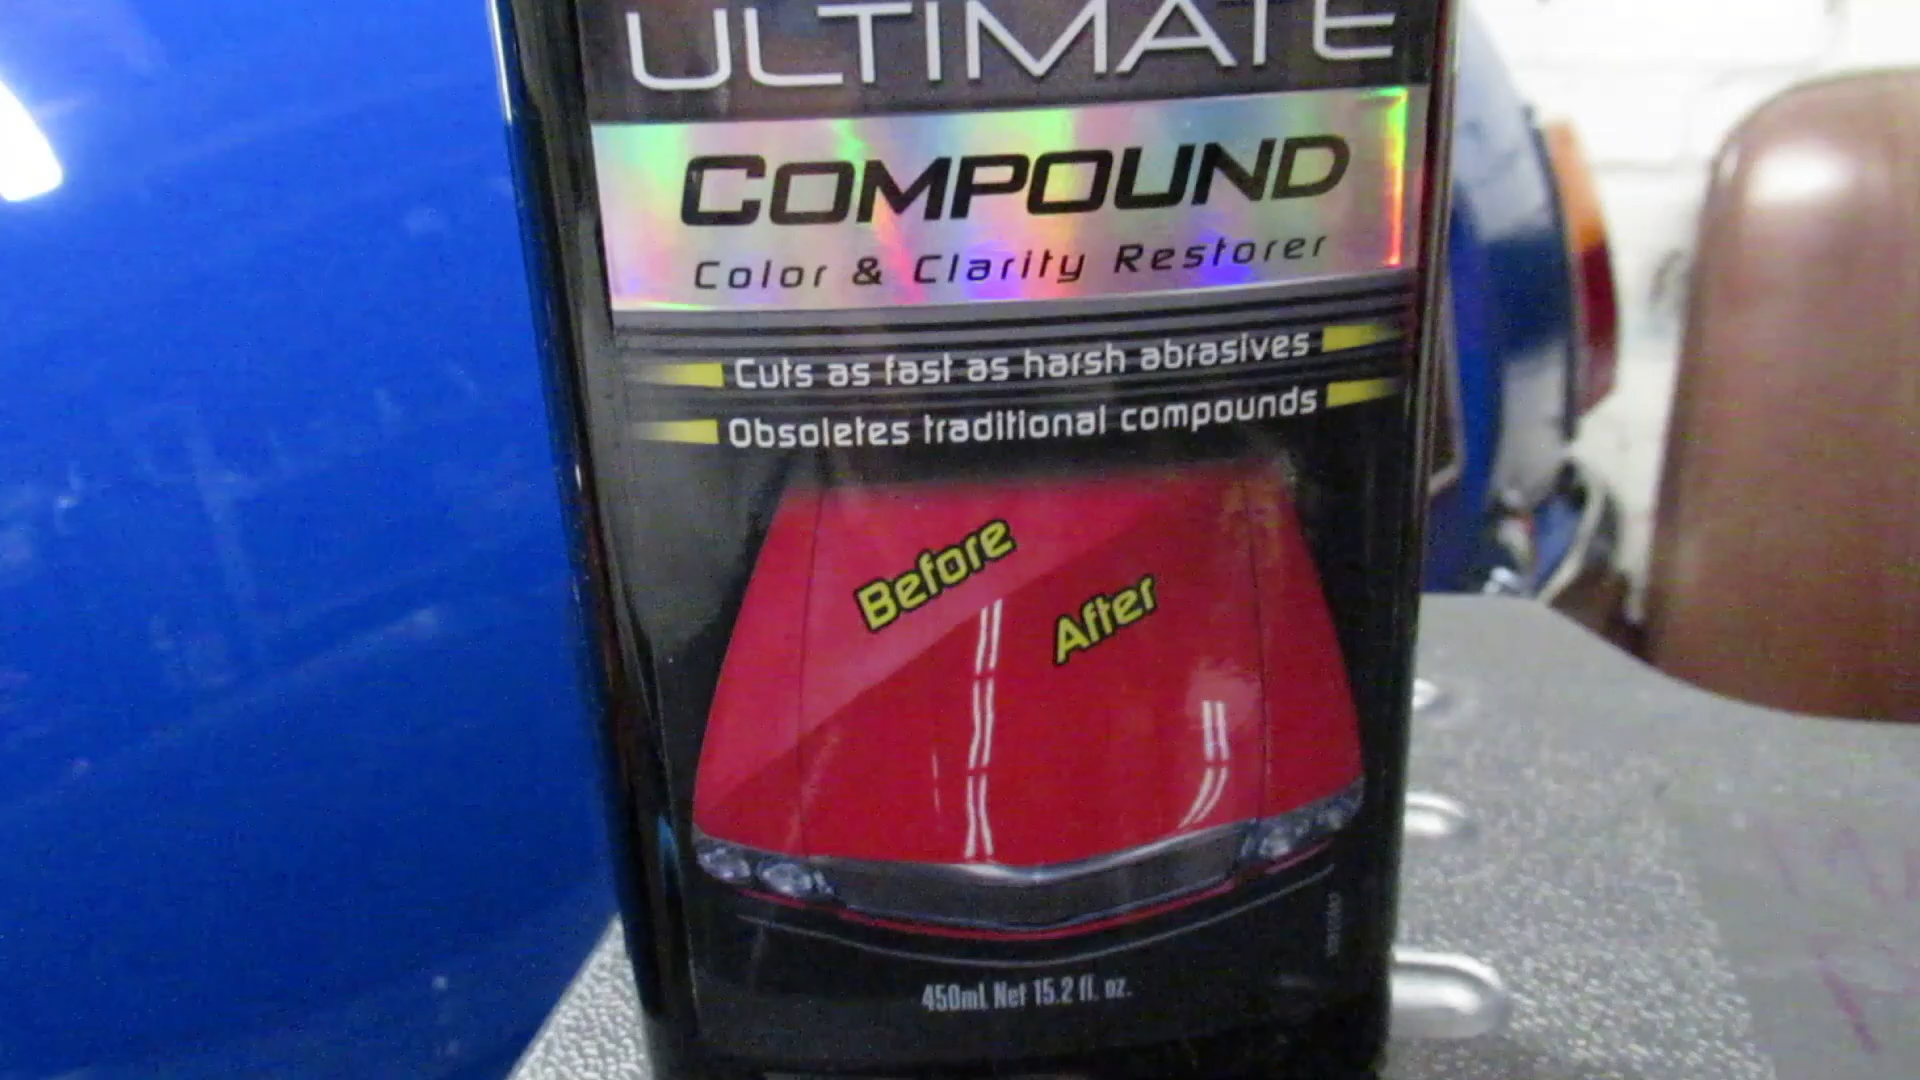 ULTIMATE
COMPOUND
Color & Clarity Restorer
Cuts as fast as harsh abrasives
Obsoletes traditional compounds
Before
After
450ml Net 15.2 fl. oz.